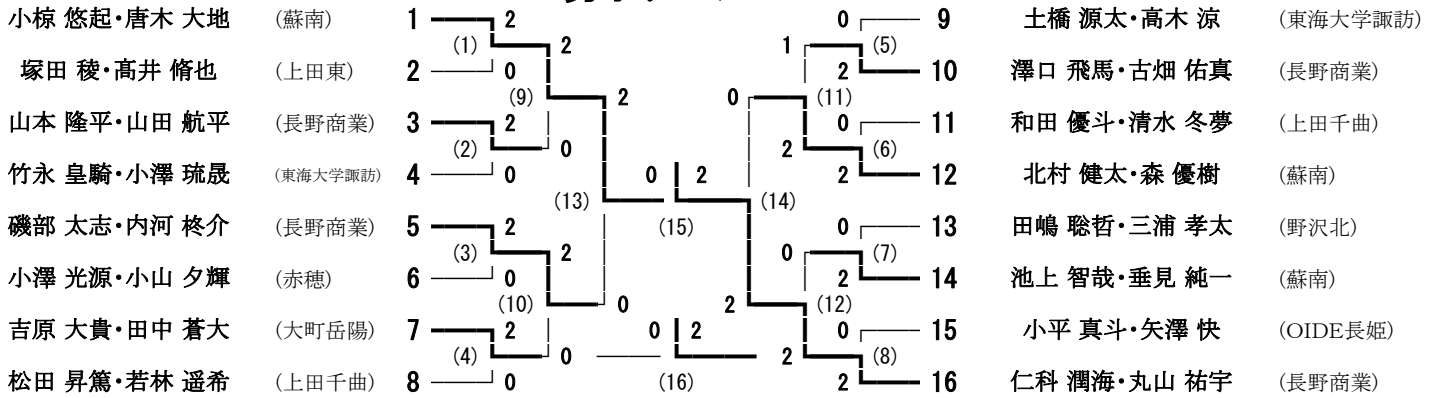 小椋 悠起・唐木 大地 (蘇南) 1 2 0 9 土橋 源太・高木 涼 (東海大学諏訪)
(1) 2 1 (5)
塚田 稜・髙井 脩也 (上田東) 2 0 2 10 澤口 飛馬・古畑 佑真 (長野商業)
(9) 2 0 (11)
山本 隆平・山田 航平 (長野商業) 3 2 0 11 和田 優斗・清水 冬夢 (上田千曲)
(2) 0 2 (6)
竹永 皇騎・小澤 琉晟 (東海大学諏訪) 4 0 0 2 2 12 北村 健太・森 優樹 (蘇南)
(13) (15) (14)
磯部 太志・内河 柊介 (長野商業) 5 2 0 13 田嶋 聡哲・三浦 孝太 (野沢北)
(3) 2 0 (7)
小澤 光源・小山 夕輝 (赤穂) 6 0 2 14 池上 智哉・垂見 純一 (蘇南)
(10) 0 2 (12)
吉原 大貴・田中 蒼大 (大町岳陽) 7 2 0 2 0 15 小平 真斗・矢澤 快 (OIDE長姫)
(4) 0 2 (8)
松田 昇篤・若林 遥希 (上田千曲) 8 0 (16) 2 16 仁科 潤海・丸山 祐宇 (長野商業)